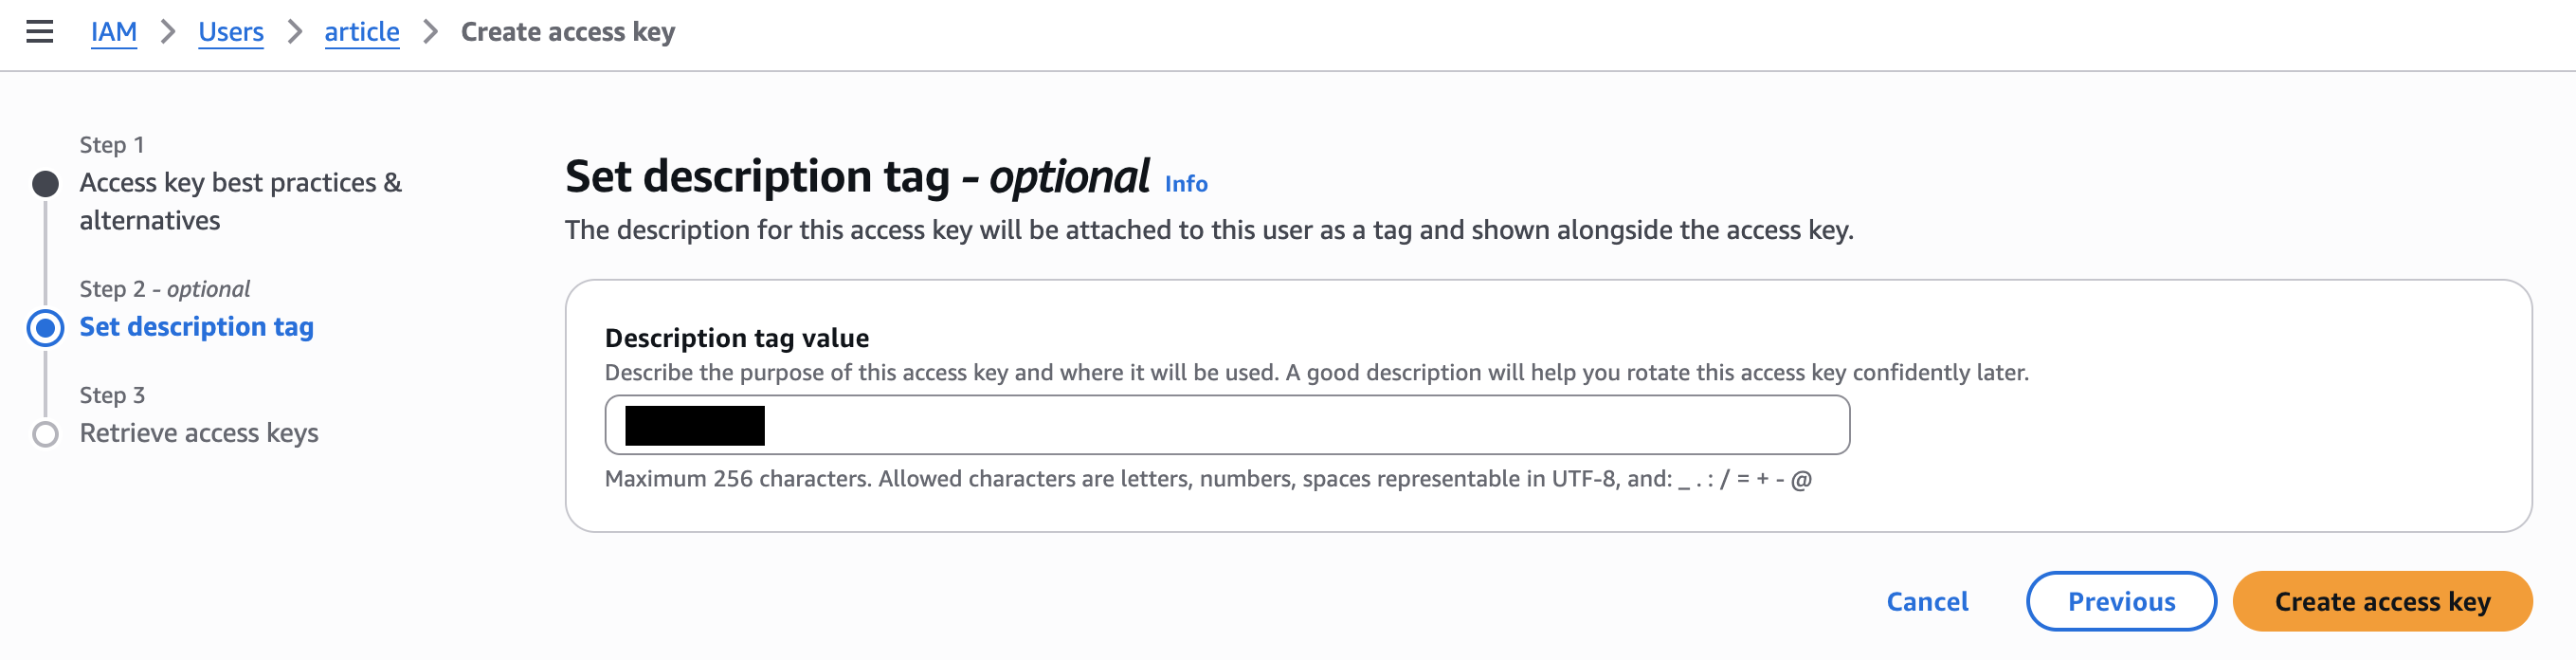 IAM > Users > article > Create access key
Step 1
Access key best practices &
alternatives
Step 2 - optional
Set description tag
Step 3
Retrieve access keys
Set description tag - optional Info
The description for this access key will be attached to this user as a tag and shown alongside the access key.
Description tag value
Describe the purpose of this access key and where it will be used. A good description will help you rotate this access key confidently later.
Maximum 256 characters. Allowed characters are letters, numbers, spaces representable in UTF-8, and: _ . : / = + - @
Cancel Previous Create access key